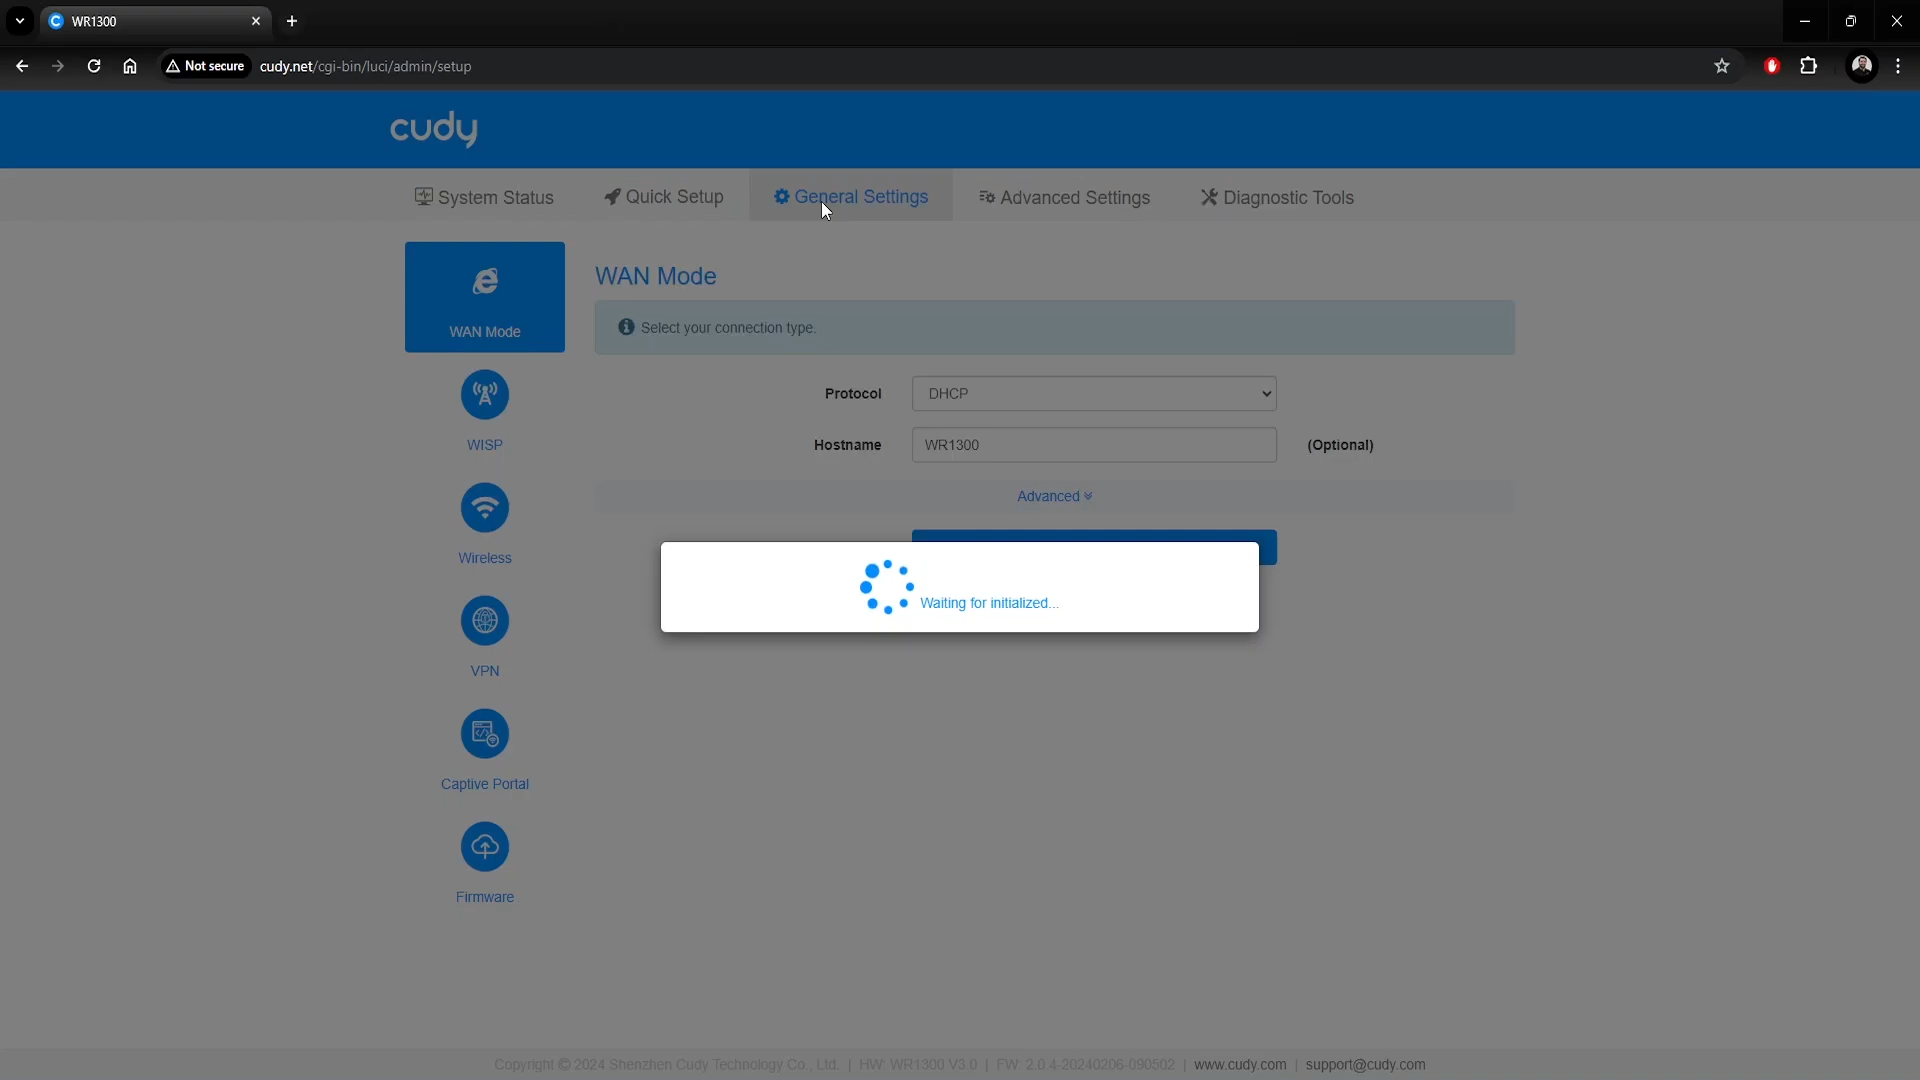 WR1300
Not secure
cudy.net/cgi-bin/luci/admin/setup
cudy
System Status
Quick Setup
General Settings
Advanced Settings
Diagnostic Tools
WAN Mode
WISP
Wireless
VPN
Captive Portal
Firmware
WAN Mode
Select your connection type.
Protocol
DHCP
Hostname
WR1300
(Optional)
Advanced
Waiting for initialized...
Copyright © 2024 Shenzhen Cudy Technology Co., Ltd. | HW: WR1300 V3.0 | FW: 2.0.4-20240206-090502 | www.cudy.com | support@cudy.com